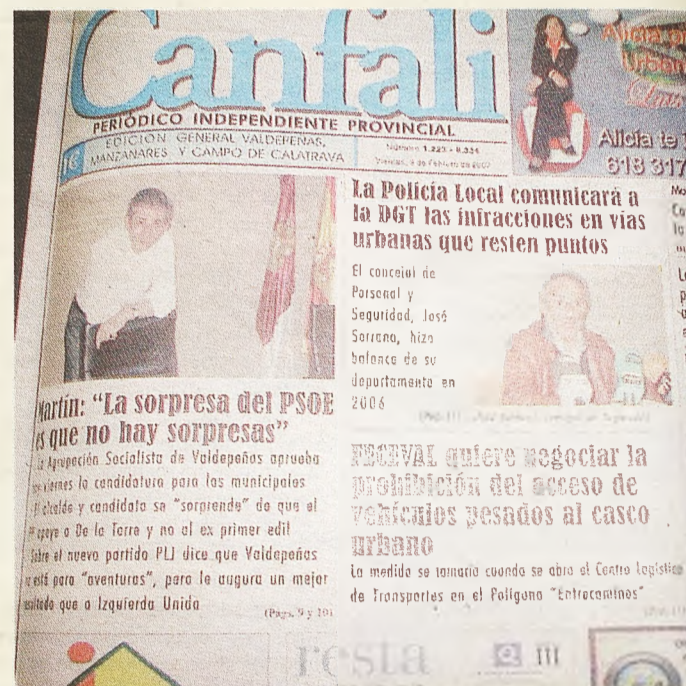 Canfali
PERIÓDICO INDEPENDIENTE PROVINCIAL
EDICIÓN GENERAL VALDEPEÑAS,
MANZANARES Y CAMPO DE CALATRAVA
1€
Alicia te
618 317
La Policía Local comunicará a
la DGT las infracciones en vías
urbanas que resten puntos
El concejal de
Personal y
Seguridad, José
Serrano, hizo
balance de su
departamento en
2006
Martín: “La sorpresa del PSOE
es que no hay sorpresas”
La Agrupación Socialista de Valdepeñas aprueba
viernes la candidatura para las municipales
El alcalde y candidato se “sorprende” de que el
apoye a De la Torre y no al ex primer edil
Sobre el nuevo partido PLI dice que Valdepeñas
está para “aventuras”, pero le augura un mejor
que a Izquierda Unida
(Pags. 9 y 10)
FECEVAL quiere negociar la
prohibición del acceso de
vehículos pesados al casco
urbano
La medida se tomaría cuando se abra el Centro Logístico
de Transportes en el Polígono “Entrecaminos”
resta